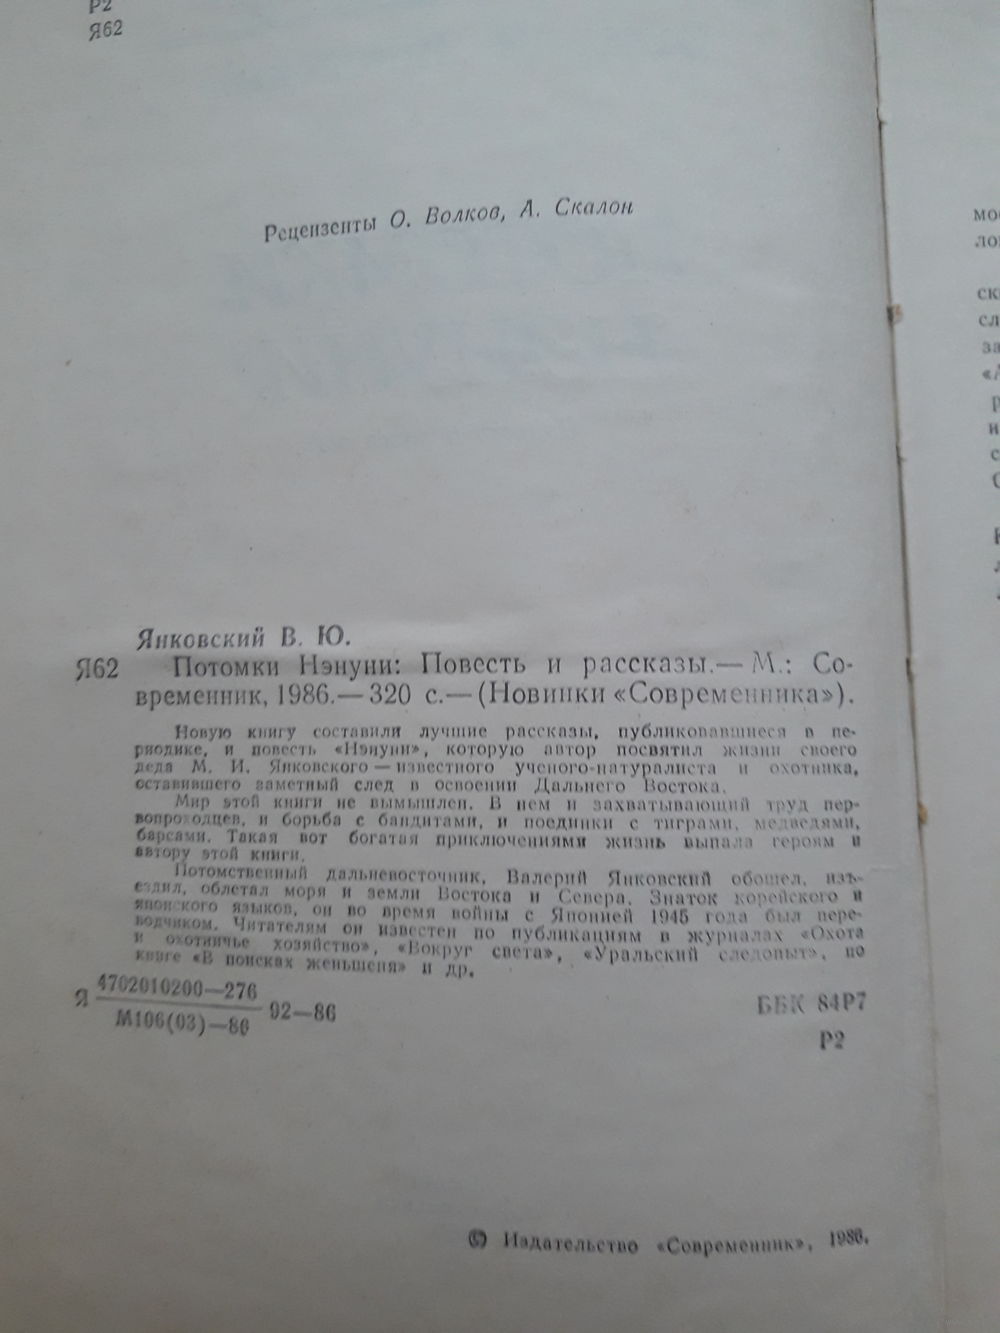 Р2
Я62
Рецензенты О. Волков, А. Скалон
Янковский В. Ю.
Я62 Потомки Нэнуни: Повесть и рассказы.— М.: Со-
временник, 1986.— 320 с.— (Новинки «Современника»).
Новую книгу составили лучшие рассказы, публиковавшиеся в пе-
риодике, и повесть «Нэнуни», которую автор посвятил жизни своего
деда М. И. Янковского — известного ученого-натуралиста и охотника,
оставившего заметный след в освоении Дальнего Востока.
Мир этой книги не вымышлен. В нем и захватывающий труд пер-
вопроходцев, и борьба с бандитами, и поединки с тиграми, медведями,
барсами. Такая вот богатая приключениями жизнь выпала героям и
автору этой книги.
Потомственный дальневосточник, Валерий Янковский обошел, изъ-
ездил, облетал моря и земли Востока и Севера. Знаток корейского и
японского языков, он во время войны с Японией 1945 года был пере-
водчиком. Читателям он известен по публикациям в журналах «Охота
и охотничье хозяйство», «Вокруг света», «Уральский следопыт», по
книге «В поисках женьшеня» и др.
Я 4702010200—276
М106(03)—86 92—86
ББК 84Р7
Р2
© Издательство «Современник», 1986.
мо
ло
ск
сл
за
р
и
с